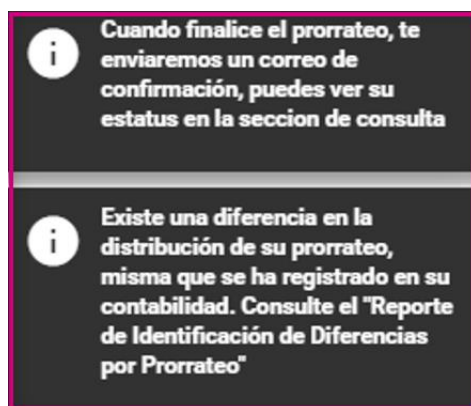 Cuando finalice el prorrateo, te
enviaremos un correo de
confirmación, puedes ver su
estatus en la seccion de consulta
Existe una diferencia en la
distribución de su prorrateo,
misma que se ha registrado en su
contabilidad. Consulte el "Reporte
de Identificación de Diferencias
por Prorrateo"